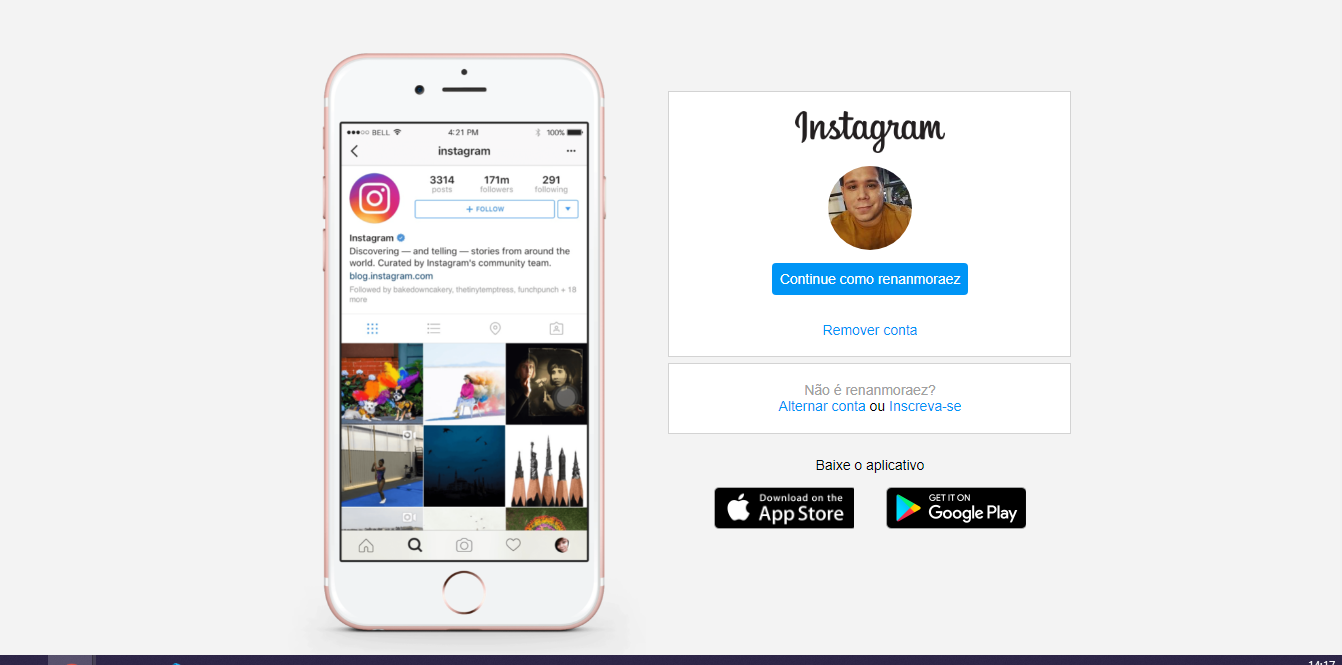 BELL
4:21 PM
100%
instagram
3314
171m
291
posts
followers
following
+ FOLLOW
Instagram
Discovering — and telling — stories from around the
world. Curated by Instagram's community team.
blog.instagram.com
Followed by bakedowncakery, thetinytemptress, funchpunch + 18
more
Instagram
Continue como renanmoraez
Remover conta
Não é renanmoraez?
Alternar conta ou Inscreva-se
Baixe o aplicativo
Download on the
App Store
GET IT ON
Google Play
14:17